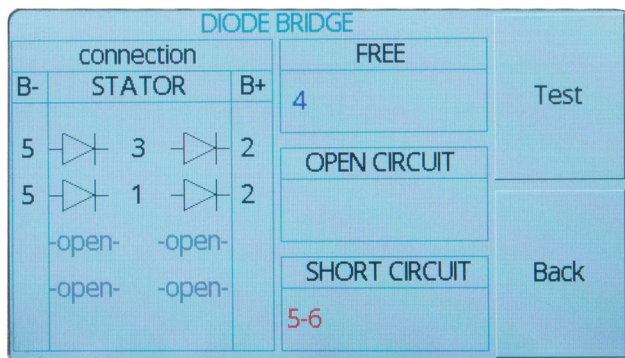 DIODE BRIDGE
connection
B- STATOR B+
5 3 2
5 1 2
-open- -open-
-open- -open-
FREE
4
OPEN CIRCUIT
SHORT CIRCUIT
5-6
Test
Back